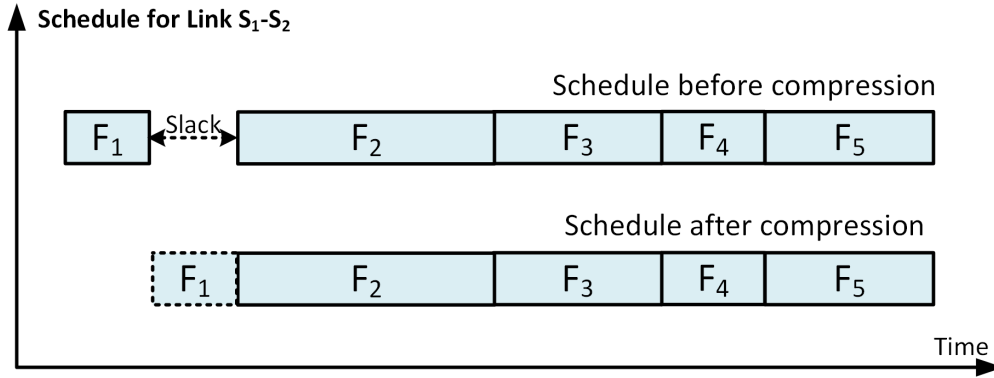 Schedule for Link S₁-S₂
Schedule before compression
F₁ Slack F₂ F₃ F₄ F₅
Schedule after compression
F₁ F₂ F₃ F₄ F₅
Time